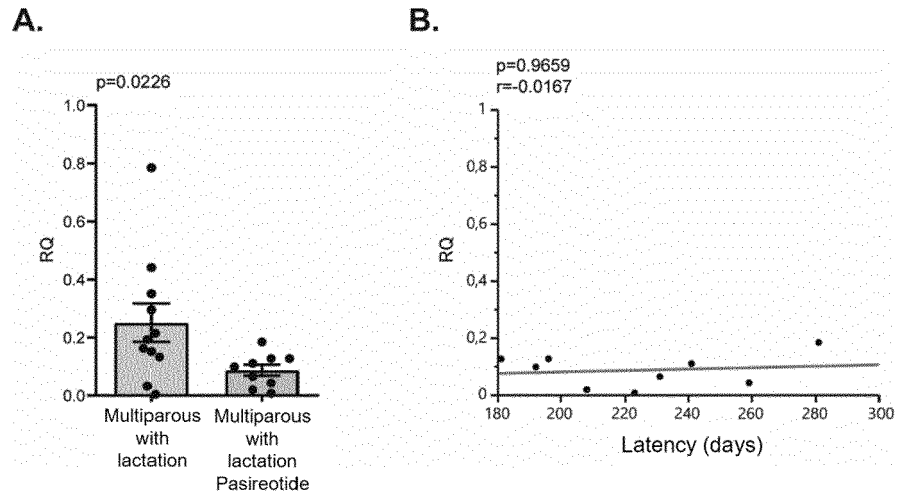 A.
p=0.0226
RQ
1.0
0.8
0.6
0.4
0.2
0.0
Multiparous
with
lactation
Multiparous
with
lactation
Pasireotide
B.
p=0.9659
r=-0.0167
RQ
1
0,8
0,6
0,4
0,2
0
180
200
220
240
260
280
300
Latency (days)